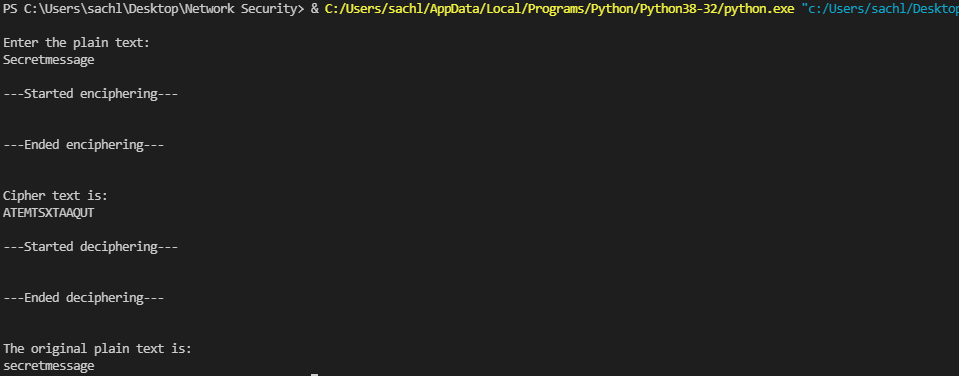 PS C:\Users\sachl\Desktop\Network Security> & C:/Users/sachl/AppData/Local/Programs/Python/Python38-32/python.exe "c:/Users/sachl/Desktop
Enter the plain text:
Secretmessage
---Started enciphering---
---Ended enciphering---
Cipher text is:
ATEMTSXTAAQUT
---Started deciphering---
---Ended deciphering---
The original plain text is:
secretmessage